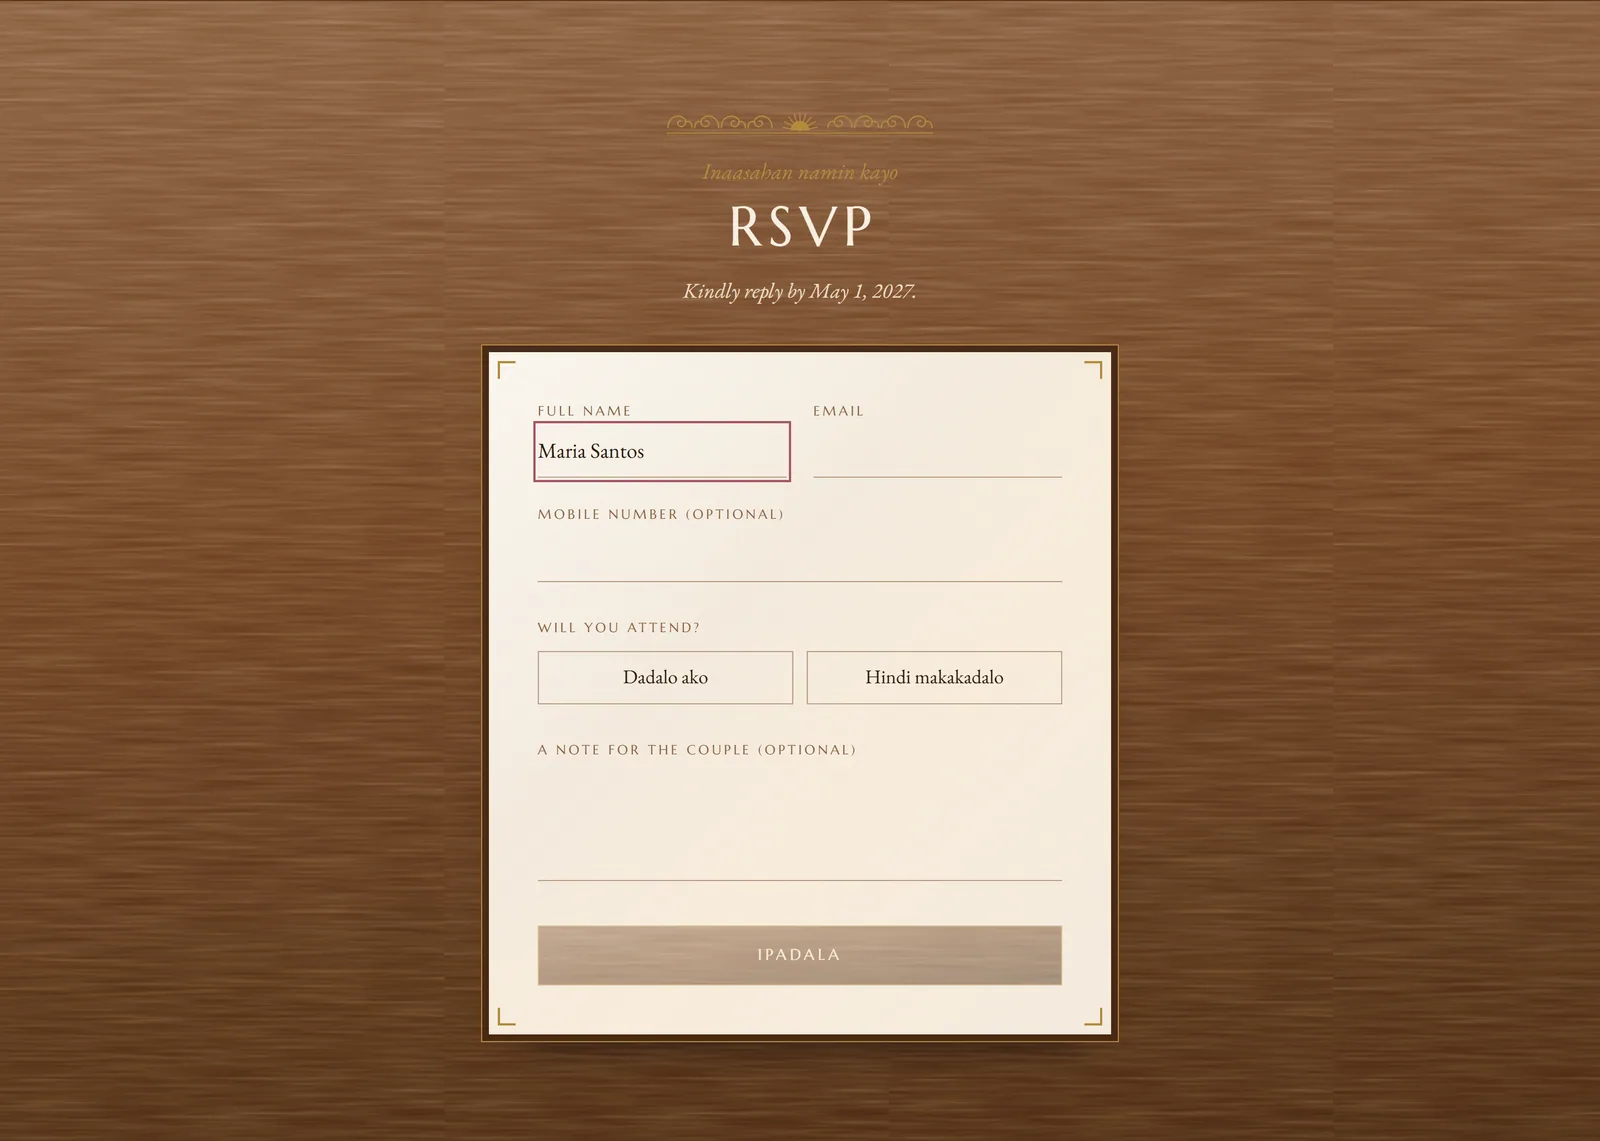 Inaasahan namin kayo
RSVP
Kindly reply by May 1, 2027.
FULL NAME
Maria Santos
EMAIL
MOBILE NUMBER (OPTIONAL)
WILL YOU ATTEND?
Dadalo ako
Hindi makakadalo
A NOTE FOR THE COUPLE (OPTIONAL)
IPADALA